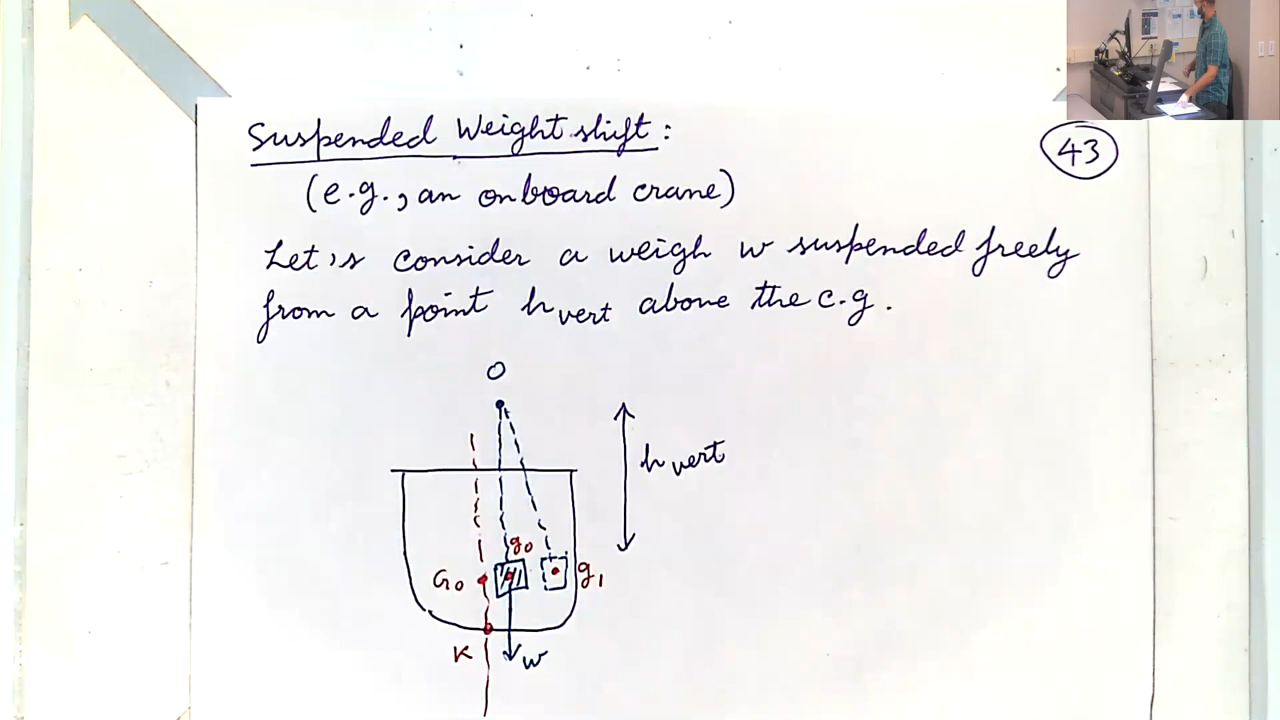 Suspended Weight shift:
43
(e.g., an onboard crane)
Let's consider a weigh w suspended freely
from a point h vert above the c.g.
O
h vert
g₀
G₀
g₁
K
w